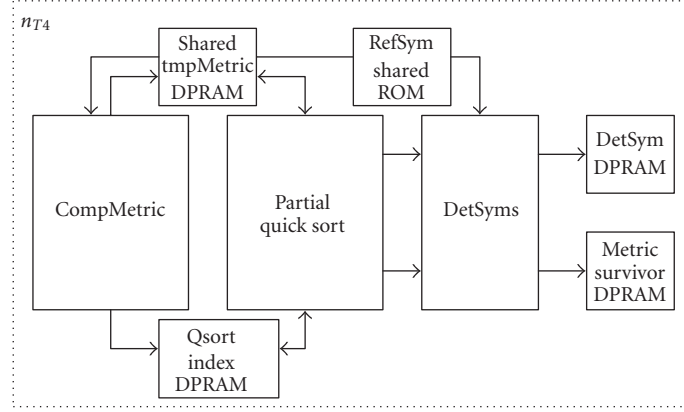 nT4
Shared
tmpMetric
DPRAM
RefSym
shared
ROM
CompMetric
Partial
quick sort
DetSyms
DetSym
DPRAM
Metric
survivor
DPRAM
Qsort
index
DPRAM